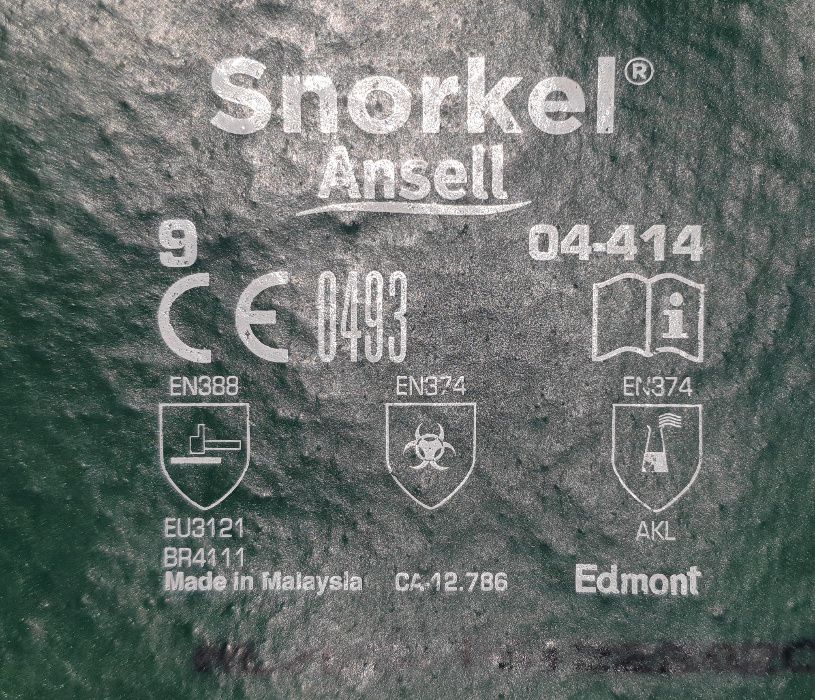 Snorkel®
Ansell
9 04-414
CE 0493 i
EN388 EN374 EN374
EU3121 AKL
BR4111
Made in Malaysia CA-12.786 Edmont